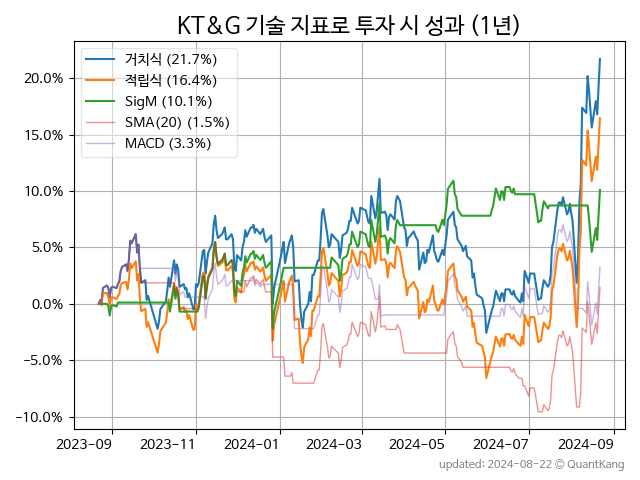 KT&G 기술 지표로 투자 시 성과 (1년)
거치식 (21.7%)
적립식 (16.4%)
SigM (10.1%)
SMA(20) (1.5%)
MACD (3.3%)
20.0%
15.0%
10.0%
5.0%
0.0%
−5.0%
−10.0%
2023-09 2023-11 2024-01 2024-03 2024-05 2024-07 2024-09
updated: 2024-08-22 © QuantKang